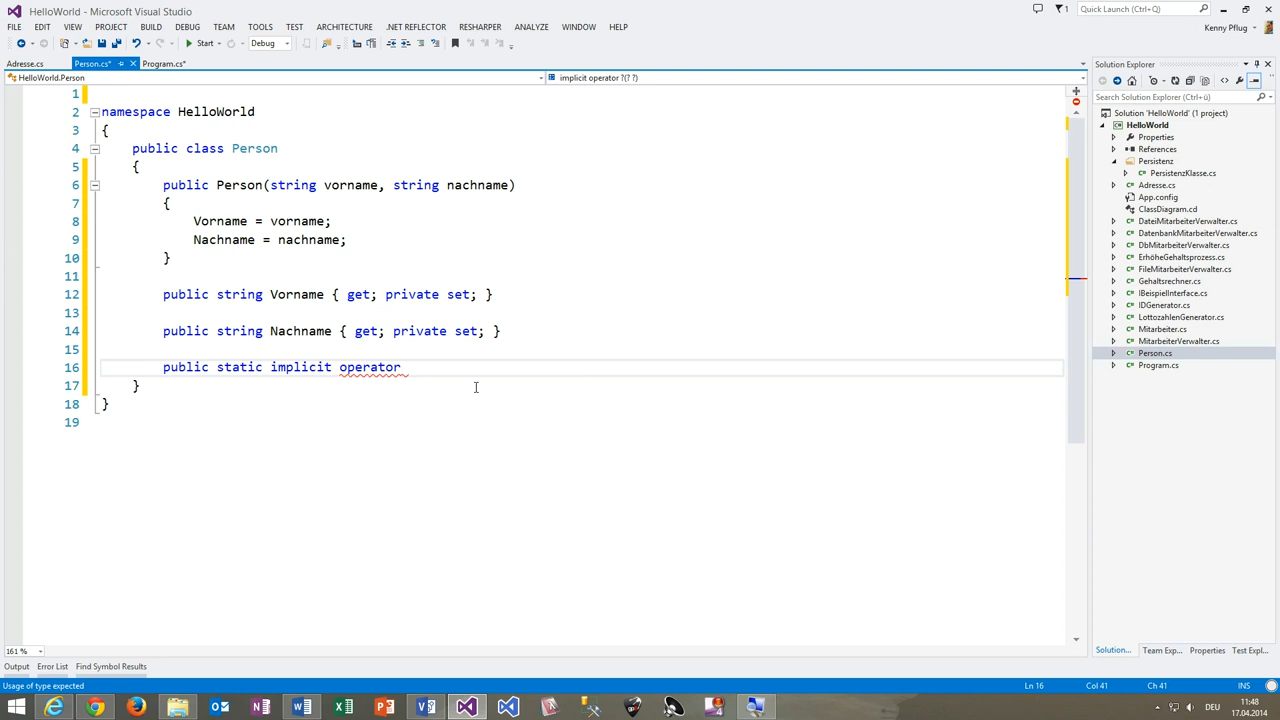 HelloWorld - Microsoft Visual Studio
1
Quick Launch (Ctrl+Q)
FILE EDIT VIEW PROJECT BUILD DEBUG TEAM TOOLS TEST ARCHITECTURE .NET REFLECTOR RESHARPER ANALYZE WINDOW HELP
Kenny Pflug
Start
Debug
Adresse.cs
Person.cs*
Program.cs*
HelloWorld.Person
implicit operator ?(? ?)
1
2 namespace HelloWorld
3 {
4 public class Person
5 {
6 public Person(string vorname, string nachname)
7 {
8 Vorname = vorname;
9 Nachname = nachname;
10 }
11
12 public string Vorname { get; private set; }
13
14 public string Nachname { get; private set; }
15
16 public static implicit operator
17 }
18 }
19
Solution Explorer
Search Solution Explorer (Ctrl+ü)
Solution 'HelloWorld' (1 project)
HelloWorld
Properties
References
Persistenz
PersistenzKlasse.cs
Adresse.cs
App.config
ClassDiagram.cd
DateiMitarbeiterVerwalter.cs
DatenbankMitarbeiterVerwalter.cs
DbMitarbeiterVerwalter.cs
ErhöheGehaltsprozess.cs
FileMitarbeiterVerwalter.cs
Gehaltsrechner.cs
IBeispielInterface.cs
IDGenerator.cs
LottozahlenGenerator.cs
Mitarbeiter.cs
MitarbeiterVerwalter.cs
Person.cs
Program.cs
161 %
Solution... Team Exp... Properties Test Expl...
Output Error List Find Symbol Results
Usage of type expected
Ln 16 Col 41 Ch 41 INS
DEU
11:48
17.04.2014